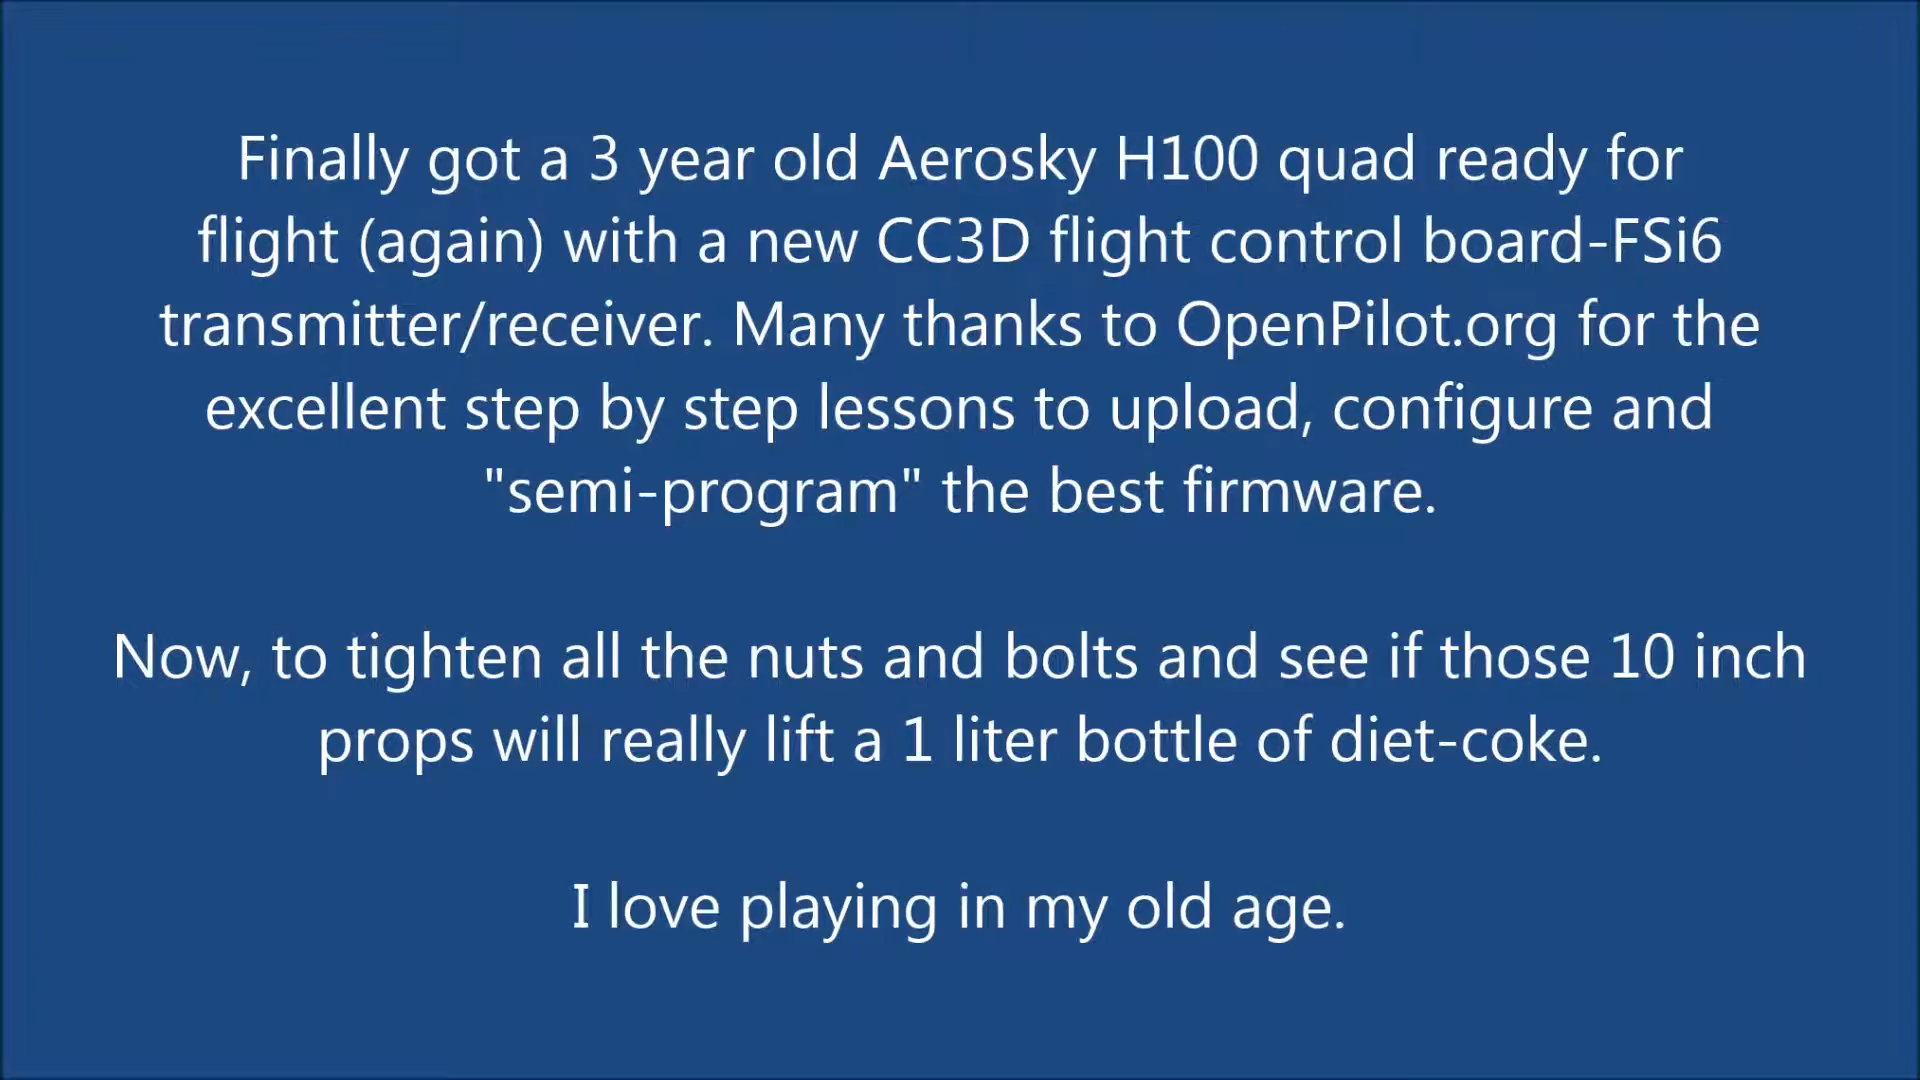 Finally got a 3 year old Aerosky H100 quad ready for
flight (again) with a new CC3D flight control board-FSi6
transmitter/receiver. Many thanks to OpenPilot.org for the
excellent step by step lessons to upload, configure and
"semi-program" the best firmware.
Now, to tighten all the nuts and bolts and see if those 10 inch
props will really lift a 1 liter bottle of diet-coke.
I love playing in my old age.